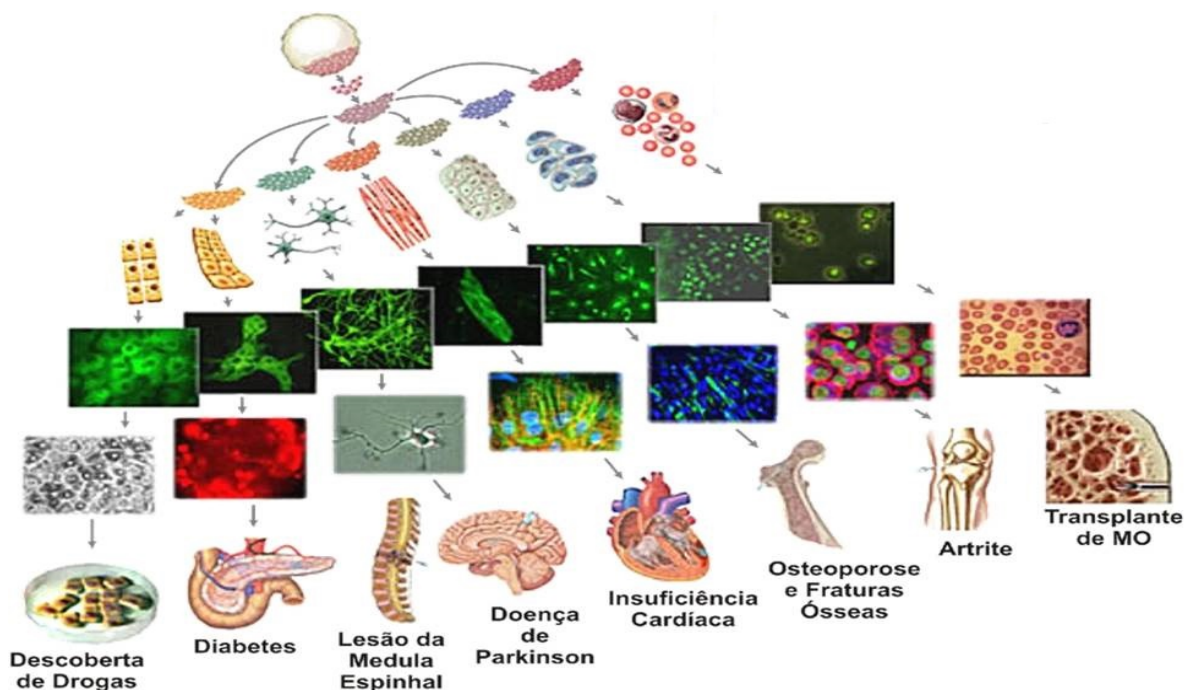 Descoberta
de Drogas
Diabetes
Lesão da
Medula
Espinhal
Doença
de
Parkinson
Insuficiência
Cardíaca
Osteoporose
e Fraturas
Ósseas
Artrite
Transplante
de MO